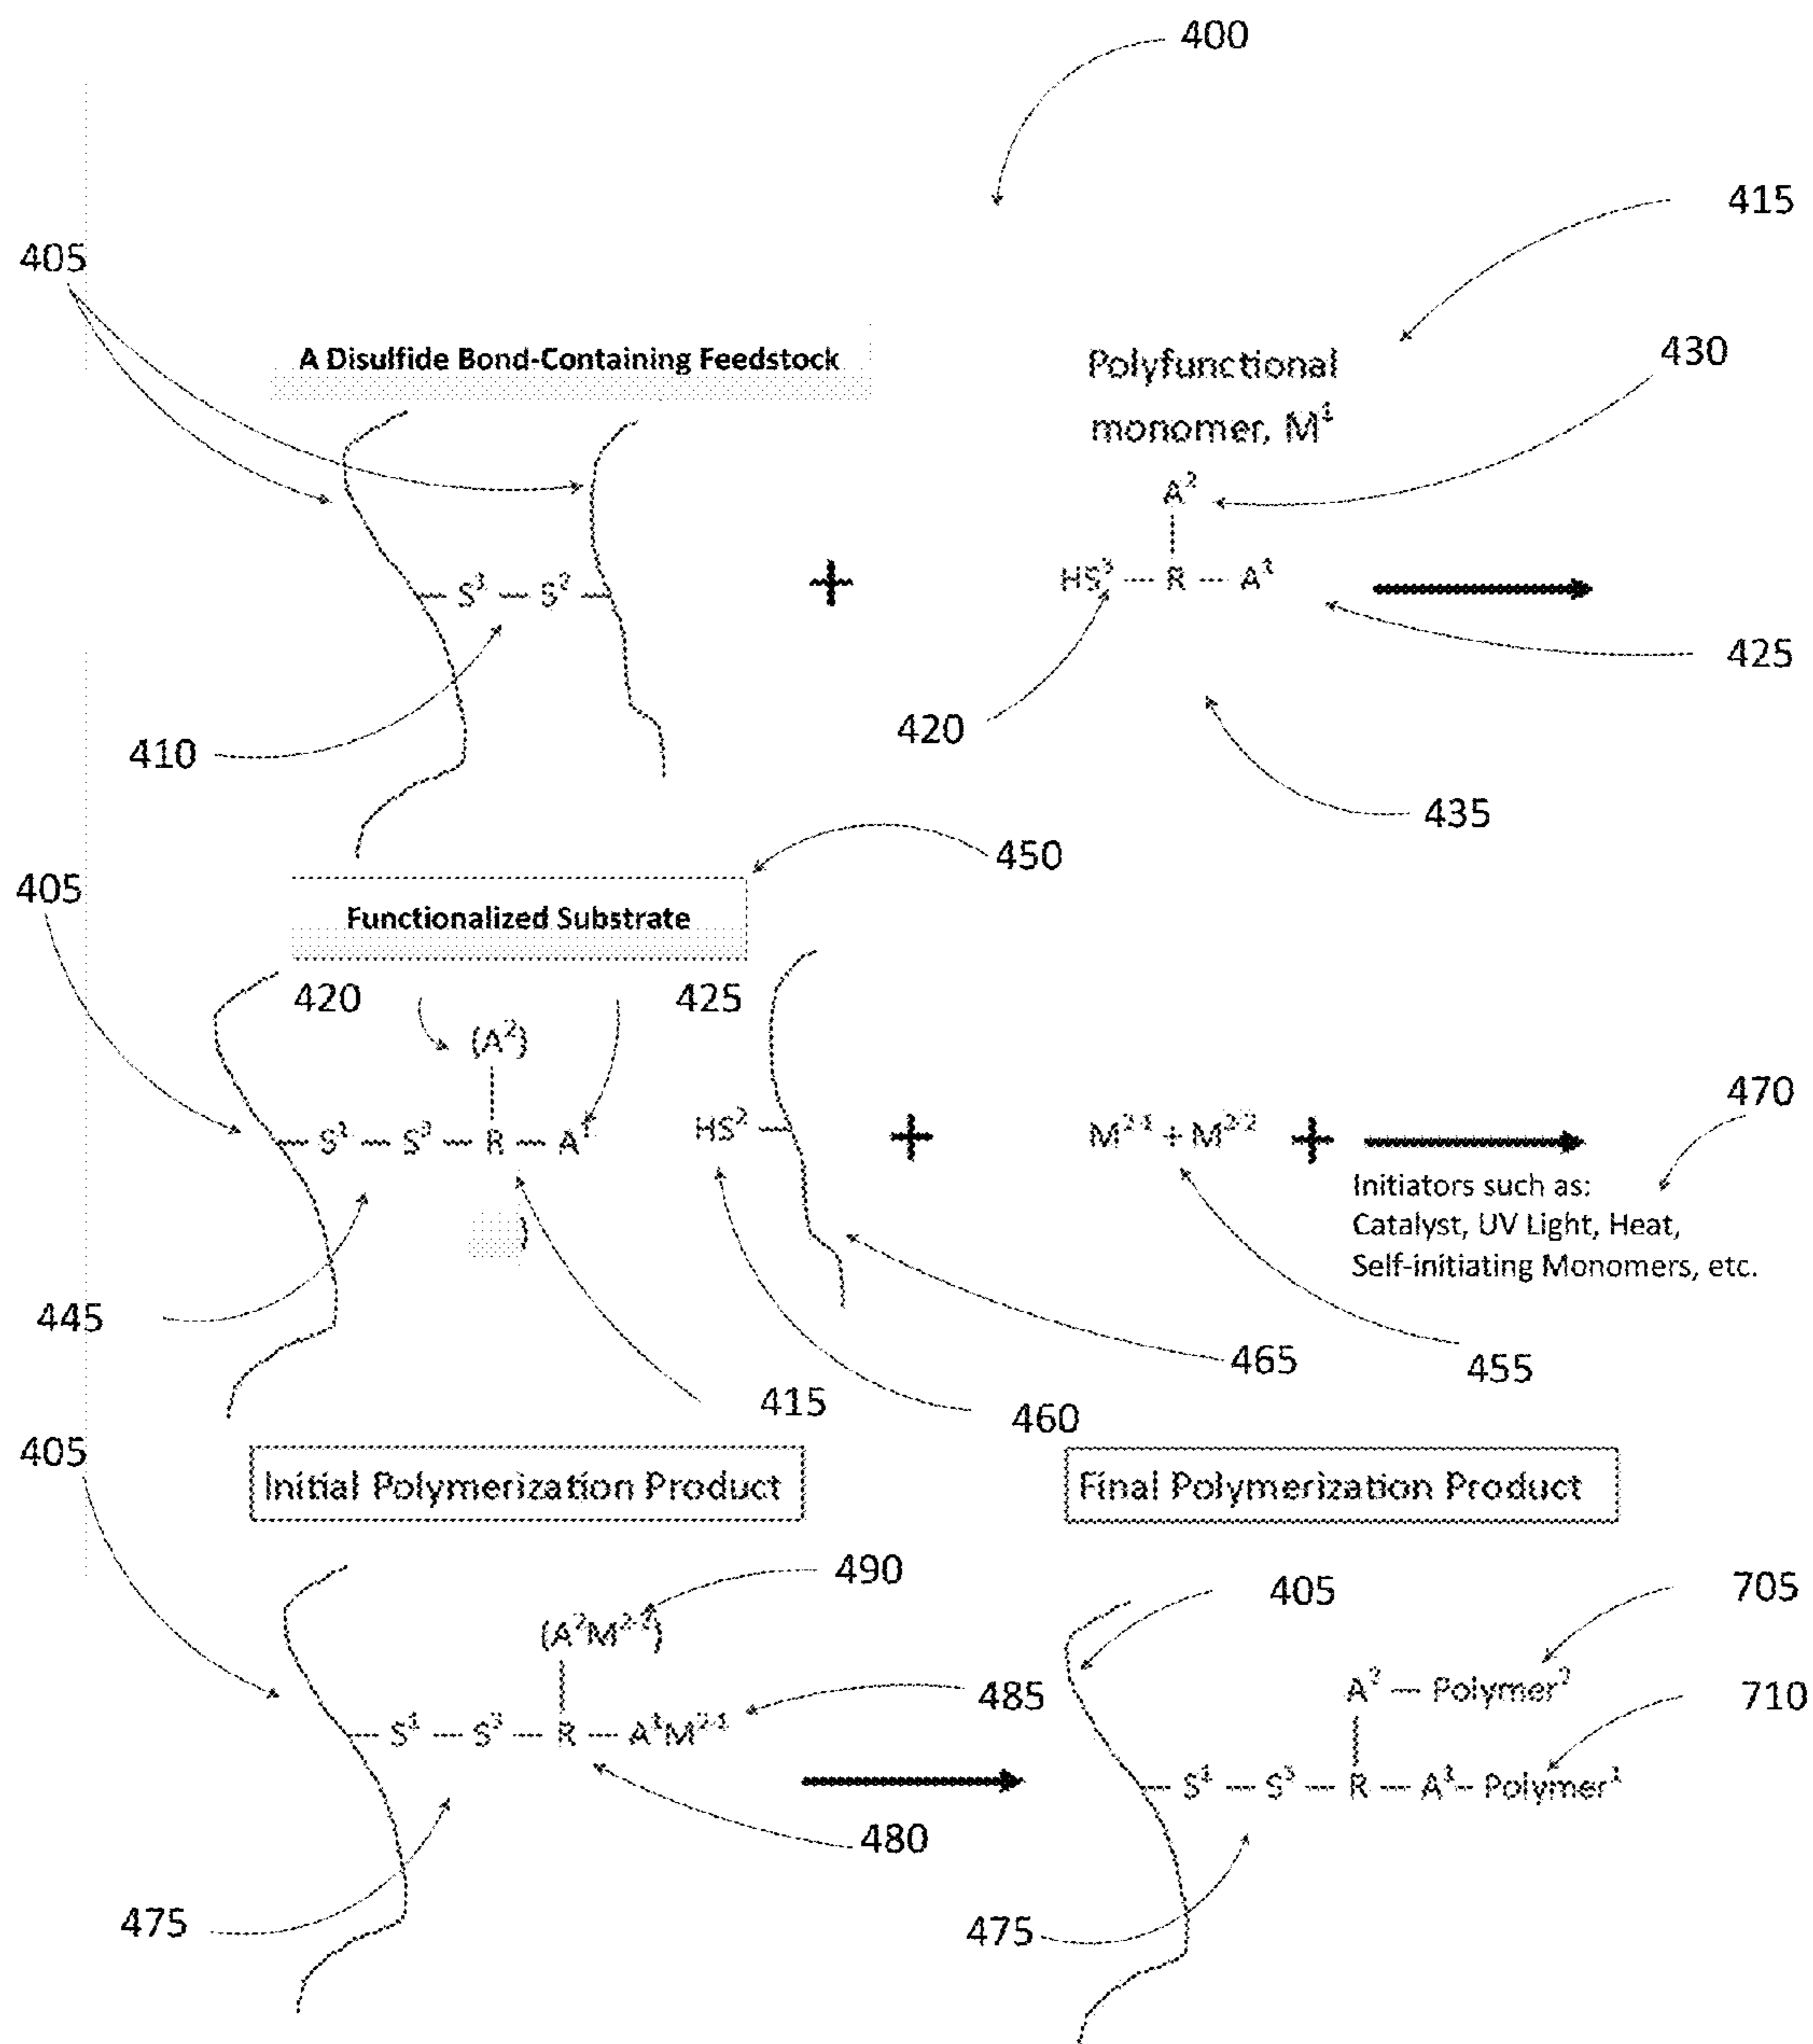 400
415
405
430
A Disulfide Bond-Containing Feedstock
Polyfunctional
monomer, M¹
A²
— S¹ — S² —
+
HS³ --- R --- A¹
425
420
410
435
450
405
Functionalized Substrate
420
425
(A²)
470
— S¹ — S³ — R — A¹
HS² —
+
M²⁻¹ + M²⁻²
+
Initiators such as:
Catalyst, UV Light, Heat,
Self-initiating Monomers, etc.
)
445
465
455
415
460
405
Initial Polymerization Product
Final Polymerization Product
490
405
705
(A²M²⁻²)
485
A² — Polymer²
710
— S¹ — S³ — R — A¹M²⁻¹
— S¹ — S³ — R — A¹ – Polymer¹
480
475
475